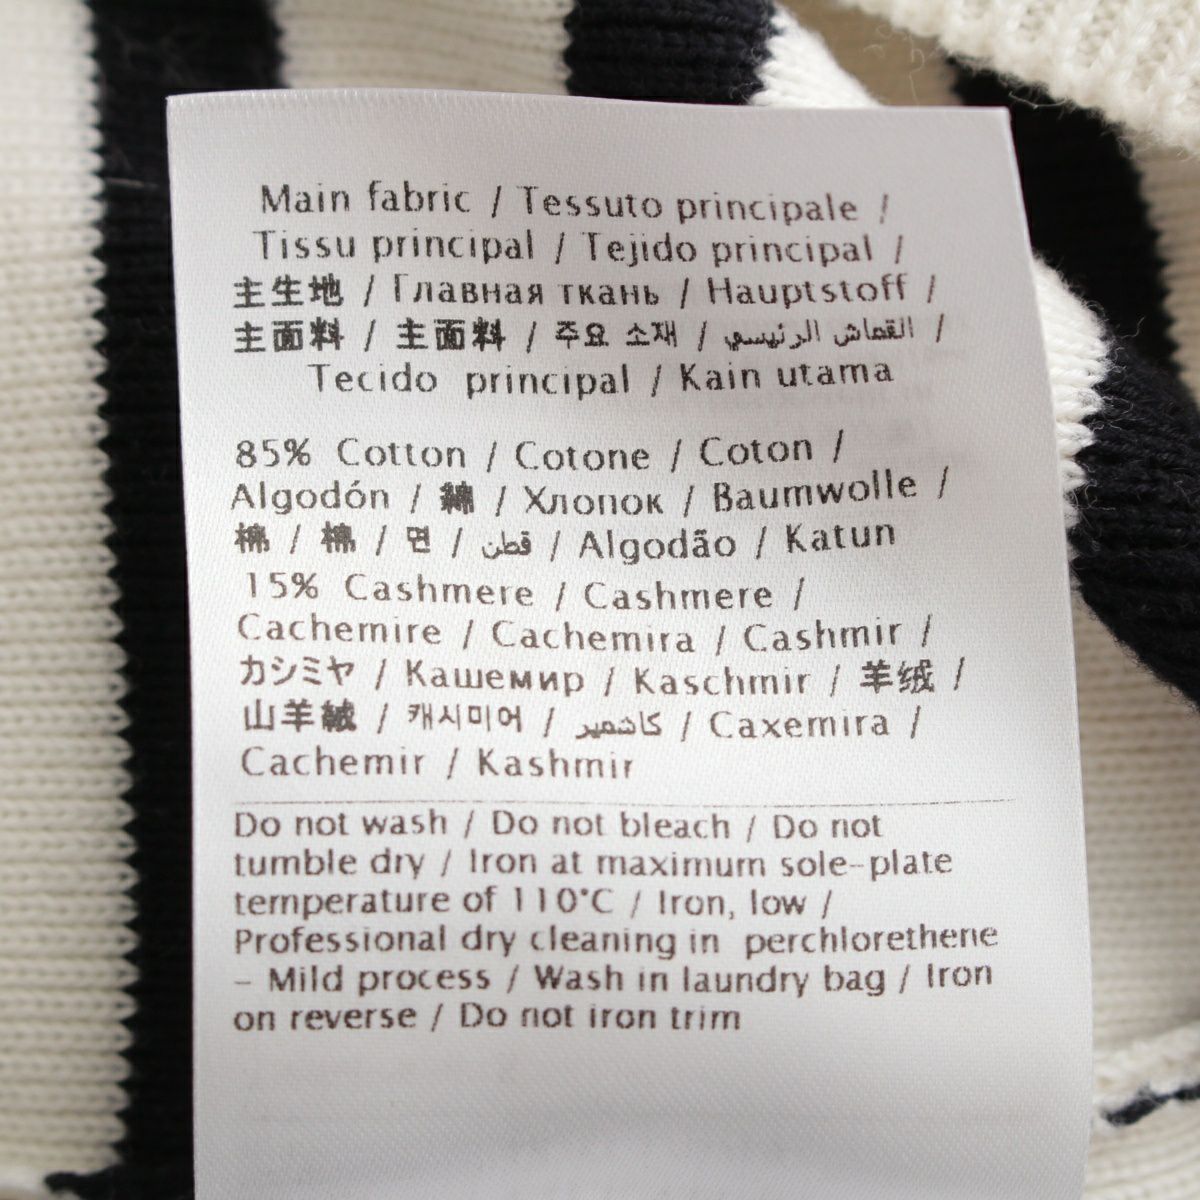 Main fabric / Tessuto principale /
Tissu principal / Tejido principal /
主生地 / Главная ткань / Hauptstoff /
主面料 / 主面料 / 주요 소재 / القماش الرئيسي /
Tecido principal / Kain utama
85% Cotton / Cotone / Coton /
Algodón / 綿 / Хлопок / Baumwolle /
棉 / 棉 / 면 / قطن / Algodão / Katun
15% Cashmere / Cashmere /
Cachemire / Cachemira / Cashmir /
カシミヤ / Кашемир / Kaschmir / 羊绒 /
山羊絨 / 캐시미어 / كاشمير / Caxemira /
Cachemir / Kashmir
Do not wash / Do not bleach / Do not
tumble dry / Iron at maximum sole-plate
temperature of 110°C / Iron, low /
Professional dry cleaning in perchlorethene
- Mild process / Wash in laundry bag / Iron
on reverse / Do not iron trim